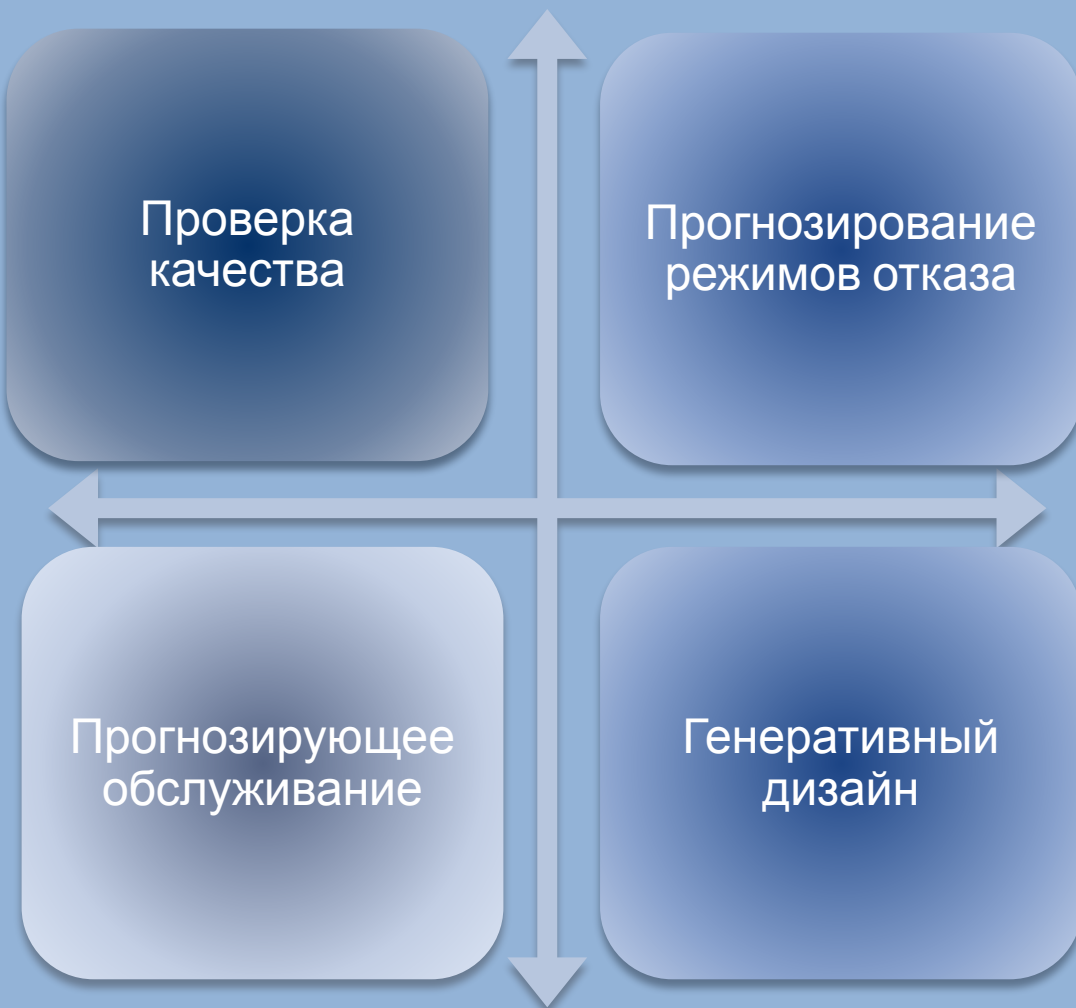 Проверка
качества
Прогнозирование
режимов отказа
Прогнозирующее
обслуживание
Генеративный
дизайн